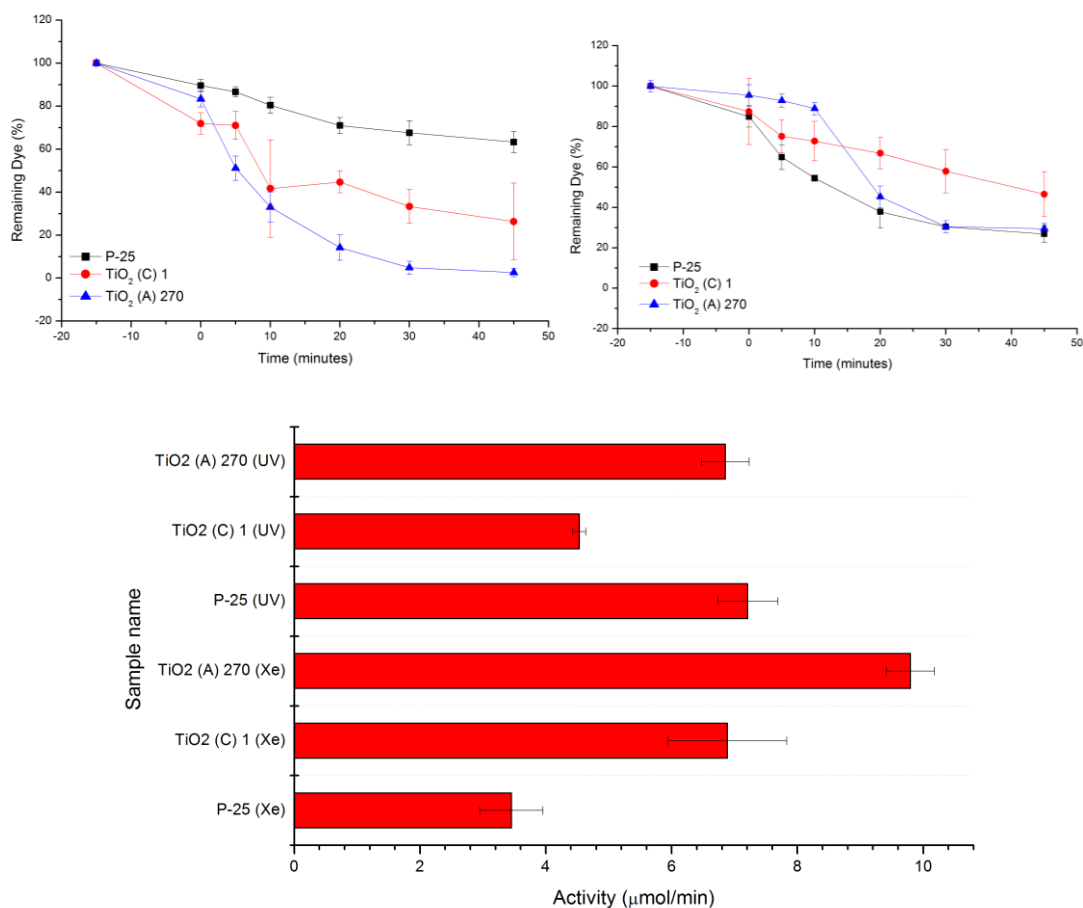 120
100
80
60
40
20
0
-20
Remaining Dye (%)
P-25
TiO₂ (C) 1
TiO₂ (A) 270
-20 -10 0 10 20 30 40 50
Time (minutes)
120
100
80
60
40
20
0
-20
Remaining Dye (%)
P-25
TiO₂ (C) 1
TiO₂ (A) 270
-20 -10 0 10 20 30 40 50
Time (minutes)
Sample name
TiO2 (A) 270 (UV)
TiO2 (C) 1 (UV)
P-25 (UV)
TiO2 (A) 270 (Xe)
TiO2 (C) 1 (Xe)
P-25 (Xe)
0 2 4 6 8 10
Activity (μmol/min)